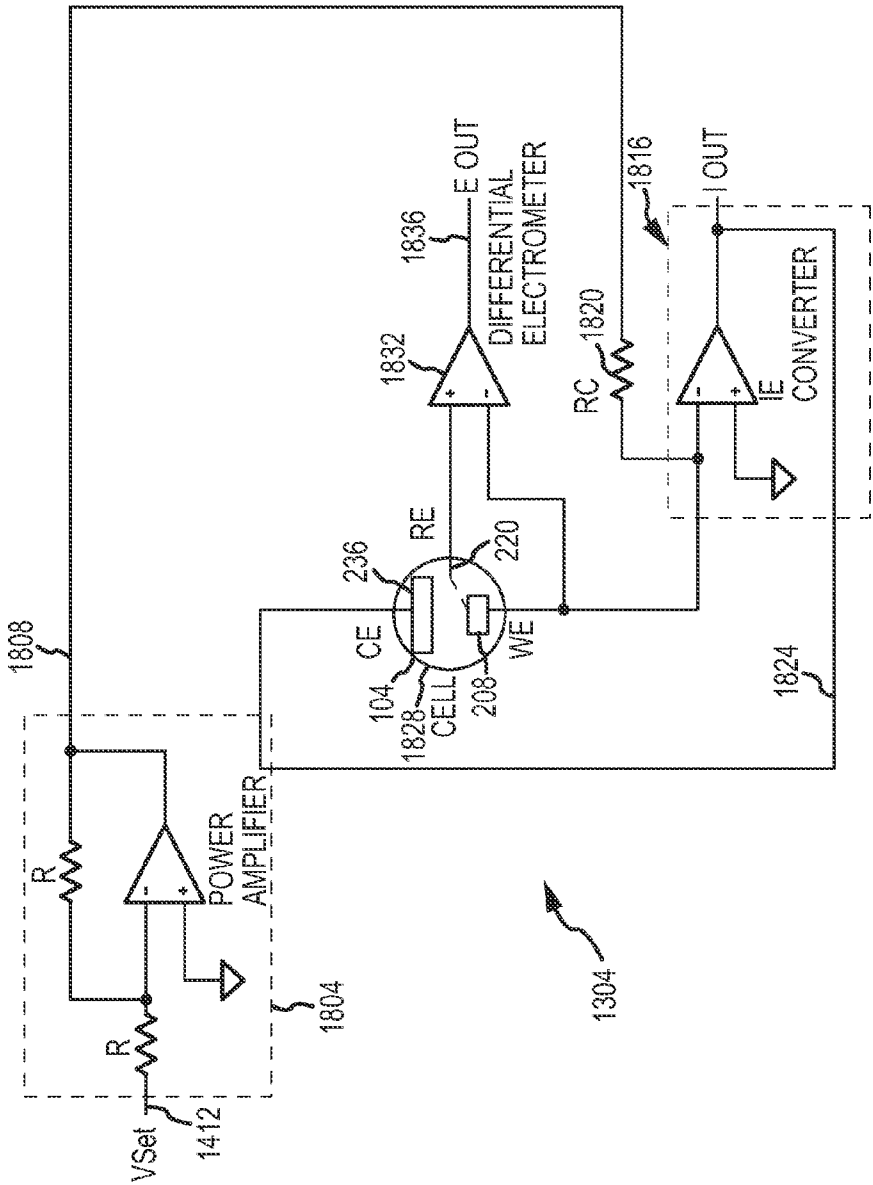 1808
R
POWER
AMPLIFIER
R
1804
VSet
1412
CE
236
104
1828
CELL
208
WE
220
RE
1832
1836
E OUT
DIFFERENTIAL
ELECTROMETER
RC
1820
1816
I OUT
IE
CONVERTER
1824
1304